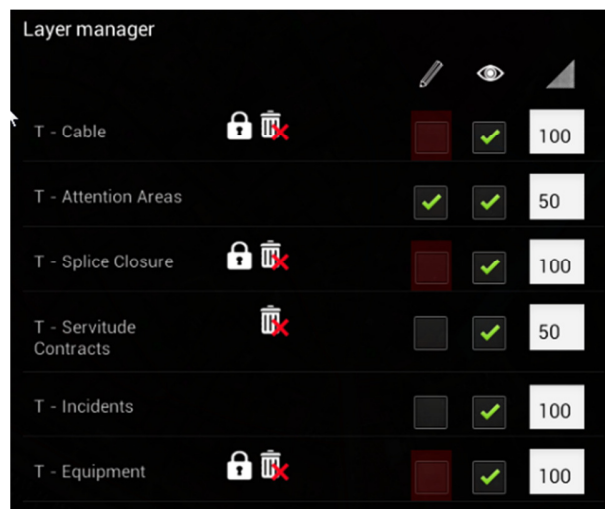 Layer manager
T - Cable 100
T - Attention Areas 50
T - Splice Closure 100
T - Servitude
Contracts 50
T - Incidents 100
T - Equipment 100